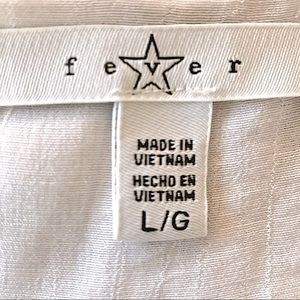 fever
MADE IN
VIETNAM
HECHO EN
VIETNAM
L/G